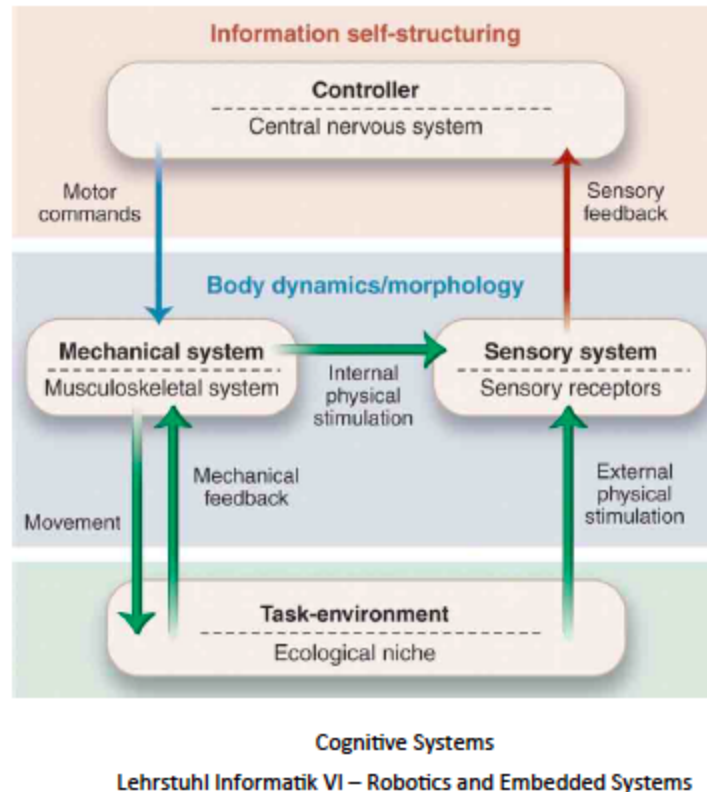 Information self-structuring
Controller
Central nervous system
Motor
commands
Sensory
feedback
Body dynamics/morphology
Mechanical system
Musculoskeletal system
Internal
physical
stimulation
Sensory system
Sensory receptors
Movement
Mechanical
feedback
External
physical
stimulation
Task-environment
Ecological niche
Cognitive Systems
Lehrstuhl Informatik VI – Robotics and Embedded Systems